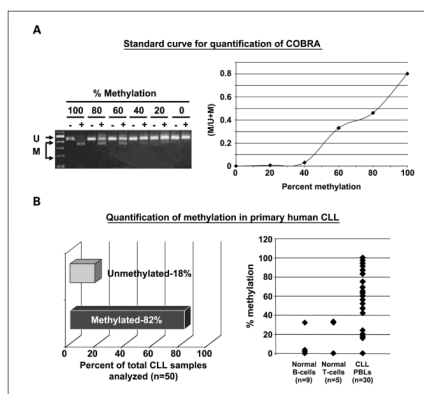 A
Standard curve for quantification of COBRA
% Methylation
100 80 60 40 20 0
- + - + - + - + - + - +
U
M
(M/U+M)
0.8
0.6
0.4
0.2
0
0 20 40 60 80 100
Percent methylation
B
Quantification of methylation in primary human CLL
Unmethylated-18%
Methylated-82%
0 20 40 60 80 100
Percent of total CLL samples
analyzed (n=50)
% methylation
120
100
80
60
40
20
0
Normal B-cells (n=9)
Normal T-cells (n=5)
CLL PBLs (n=30)